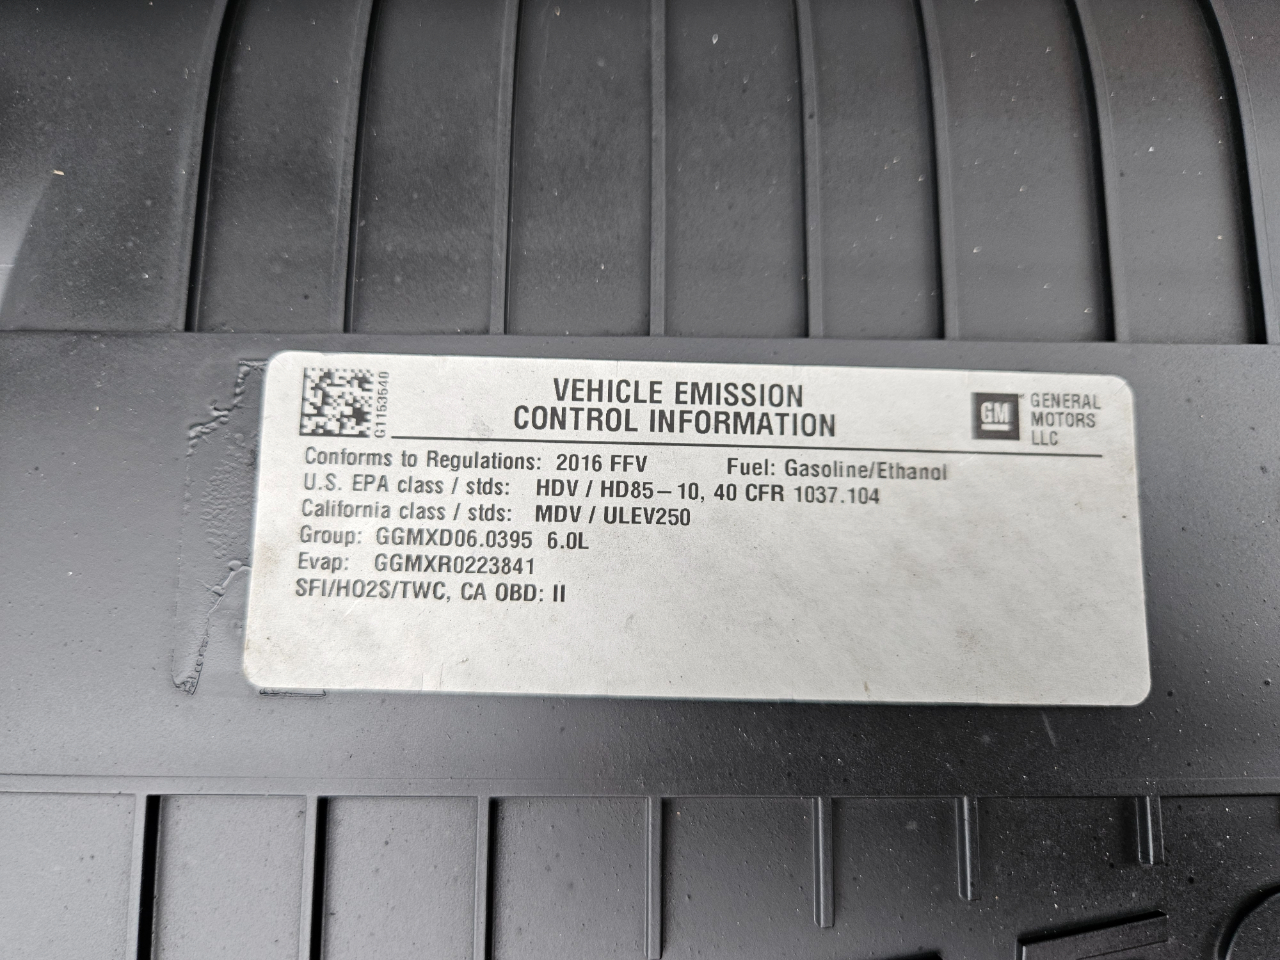 G1153540
VEHICLE EMISSION
CONTROL INFORMATION
GM
GENERAL
MOTORS
LLC
Conforms to Regulations: 2016 FFV Fuel: Gasoline/Ethanol
U.S. EPA class / stds: HDV / HD85-10, 40 CFR 1037.104
California class / stds: MDV / ULEV250
Group: GGMXD06.0395 6.0L
Evap: GGMXR0223841
SFI/HO2S/TWC, CA OBD: II